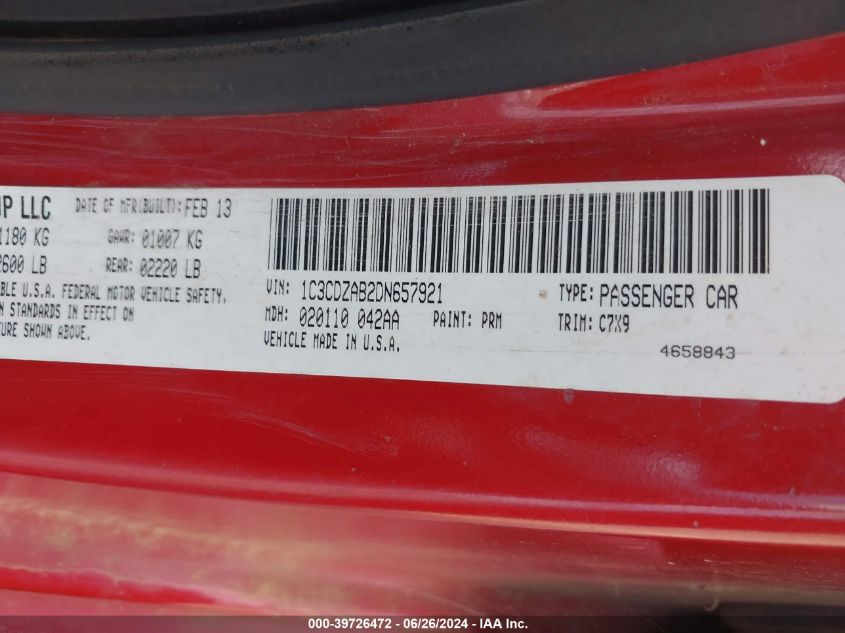 UP LLC DATE OF MFR(BUILT): FEB 13
1180 KG GAWR: 01007 KG
2600 LB REAR: 02220 LB
BLE U.S.A. FEDERAL MOTOR VEHICLE SAFETY,
N STANDARDS IN EFFECT ON
TURE SHOWN ABOVE.
VIN: 1C3CDZAB2DN657921 TYPE: PASSENGER CAR
MDH: 020110 042AA PAINT: PRM TRIM: C7X9
VEHICLE MADE IN U.S.A. 4658843
000-39726472 - 06/26/2024 - IAA Inc.